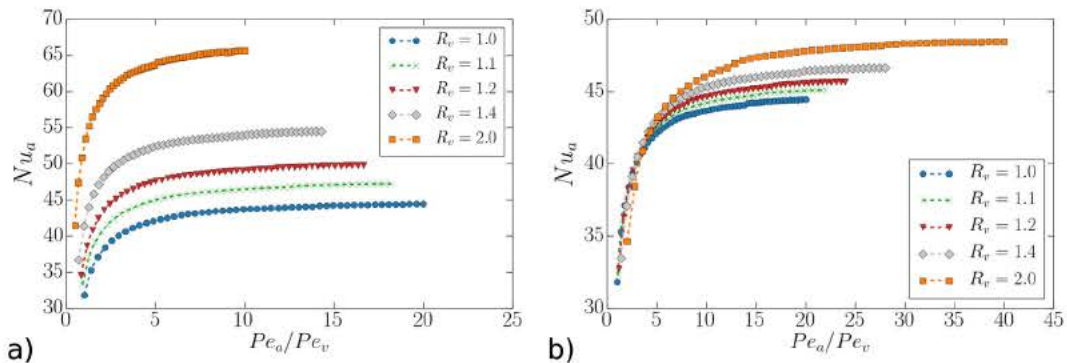 70
65
60
55
50
45
40
35
30
Nu_a
0
5
10
15
20
25
Pe_a/Pe_v
R_v = 1.0
R_v = 1.1
R_v = 1.2
R_v = 1.4
R_v = 2.0
a)
50
45
40
35
30
Nu_a
0
5
10
15
20
25
30
35
40
45
Pe_a/Pe_v
R_v = 1.0
R_v = 1.1
R_v = 1.2
R_v = 1.4
R_v = 2.0
b)